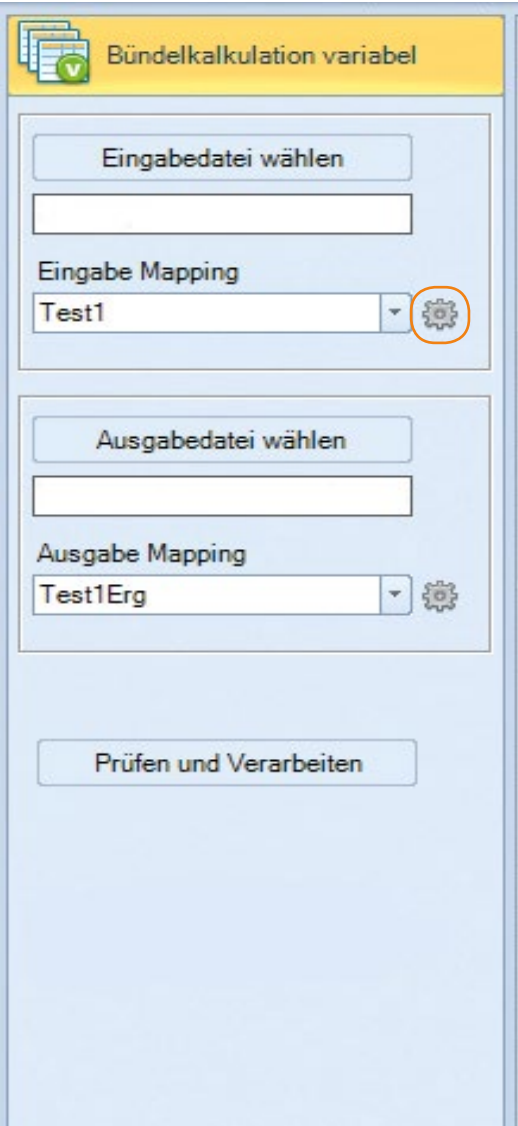 Bündelkalkulation variabel
Eingabedatei wählen
Eingabe Mapping
Test1
Ausgabedatei wählen
Ausgabe Mapping
Test1Erg
Prüfen und Verarbeiten